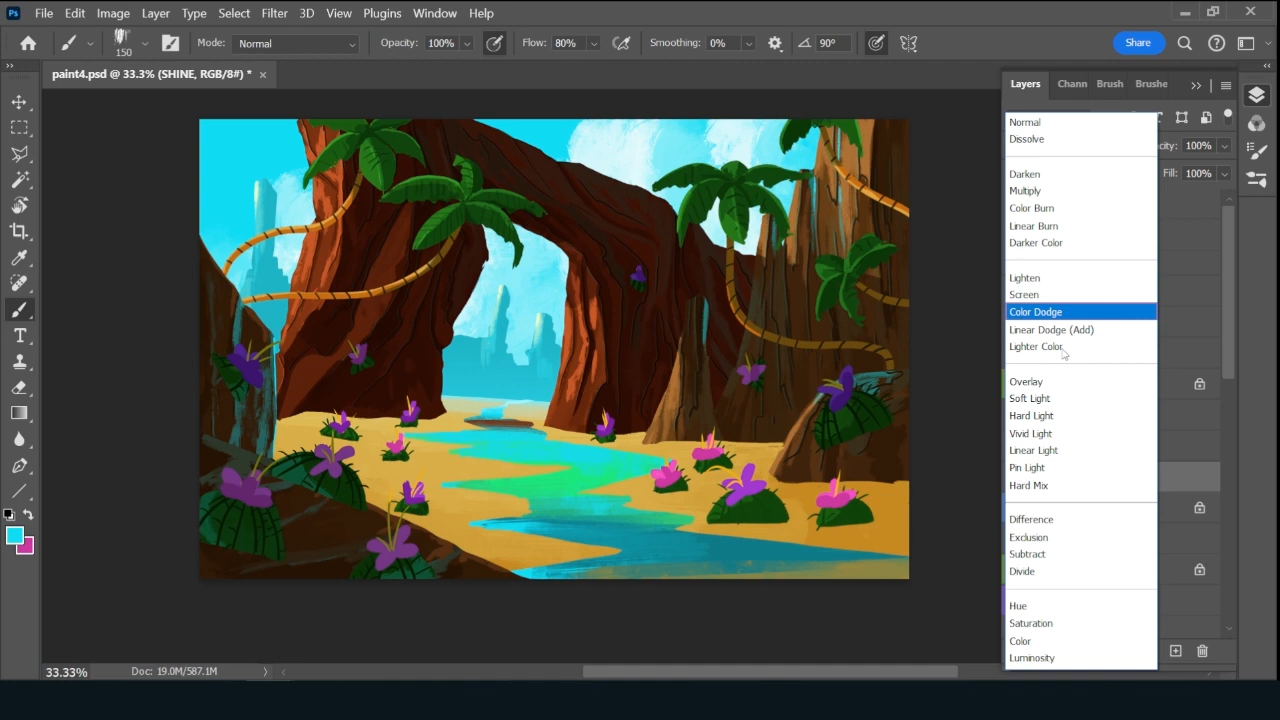 Ps File Edit Image Layer Type Select Filter 3D View Plugins Window Help
150 Mode: Normal Opacity: 100% Flow: 80% Smoothing: 0% 90° Share
paint4.psd @ 33.3% (SHINE, RGB/8#) *
Layers Chann Brush Brushe
Normal
Dissolve
100%
Darken
Fill: 100%
Multiply
Color Burn
Linear Burn
Darker Color
Lighten
Screen
Color Dodge
Linear Dodge (Add)
Lighter Color
Overlay
Soft Light
Hard Light
Vivid Light
Linear Light
Pin Light
Hard Mix
Difference
Exclusion
Subtract
Divide
Hue
Saturation
Color
Luminosity
33.33% Doc: 19.0M/587.1M